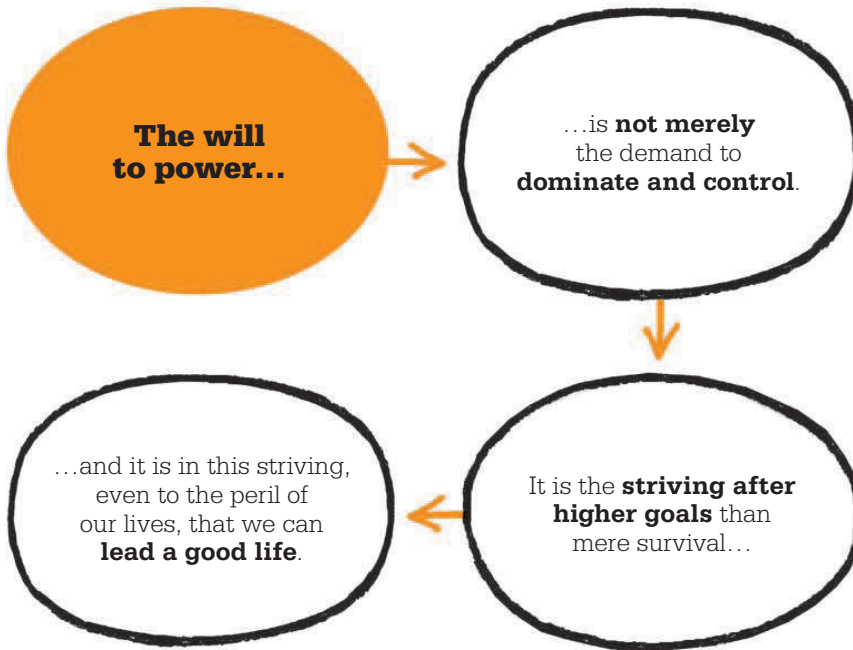 The will
to power...
...is not merely
the demand to
dominate and control.
It is the striving after
higher goals than
mere survival...
...and it is in this striving,
even to the peril of
our lives, that we can
lead a good life.